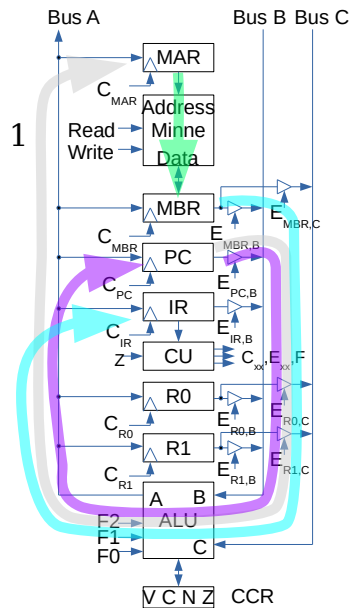 Bus A Bus B Bus C
MAR
C MAR
1
Address
Read
Minne
Write
Data
MBR
E MBR,C
C MBR
E MBR,B
PC
C PC
E PC,B
IR
C IR
E IR,B
Z
CU
C xx,E xx,F
R0
C R0
E R0,B
E R0,C
R1
C R1
E R1,B
E R1,C
A B
F2
ALU
F1
F0
C
V C N Z CCR